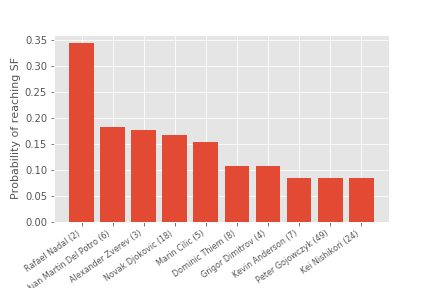 0.35
0.30
0.25
0.20
0.15
0.10
0.05
0.00
Probability of reaching SF
Rafael Nadal (2)
Martin Del Potro (6)
Alexander Zverev (3)
Novak Djokovic (18)
Marin Cilic (5)
Dominic Thiem (8)
Grigor Dimitrov (4)
Kevin Anderson (7)
Peter Gojowczyk (49)
Kei Nishikori (24)